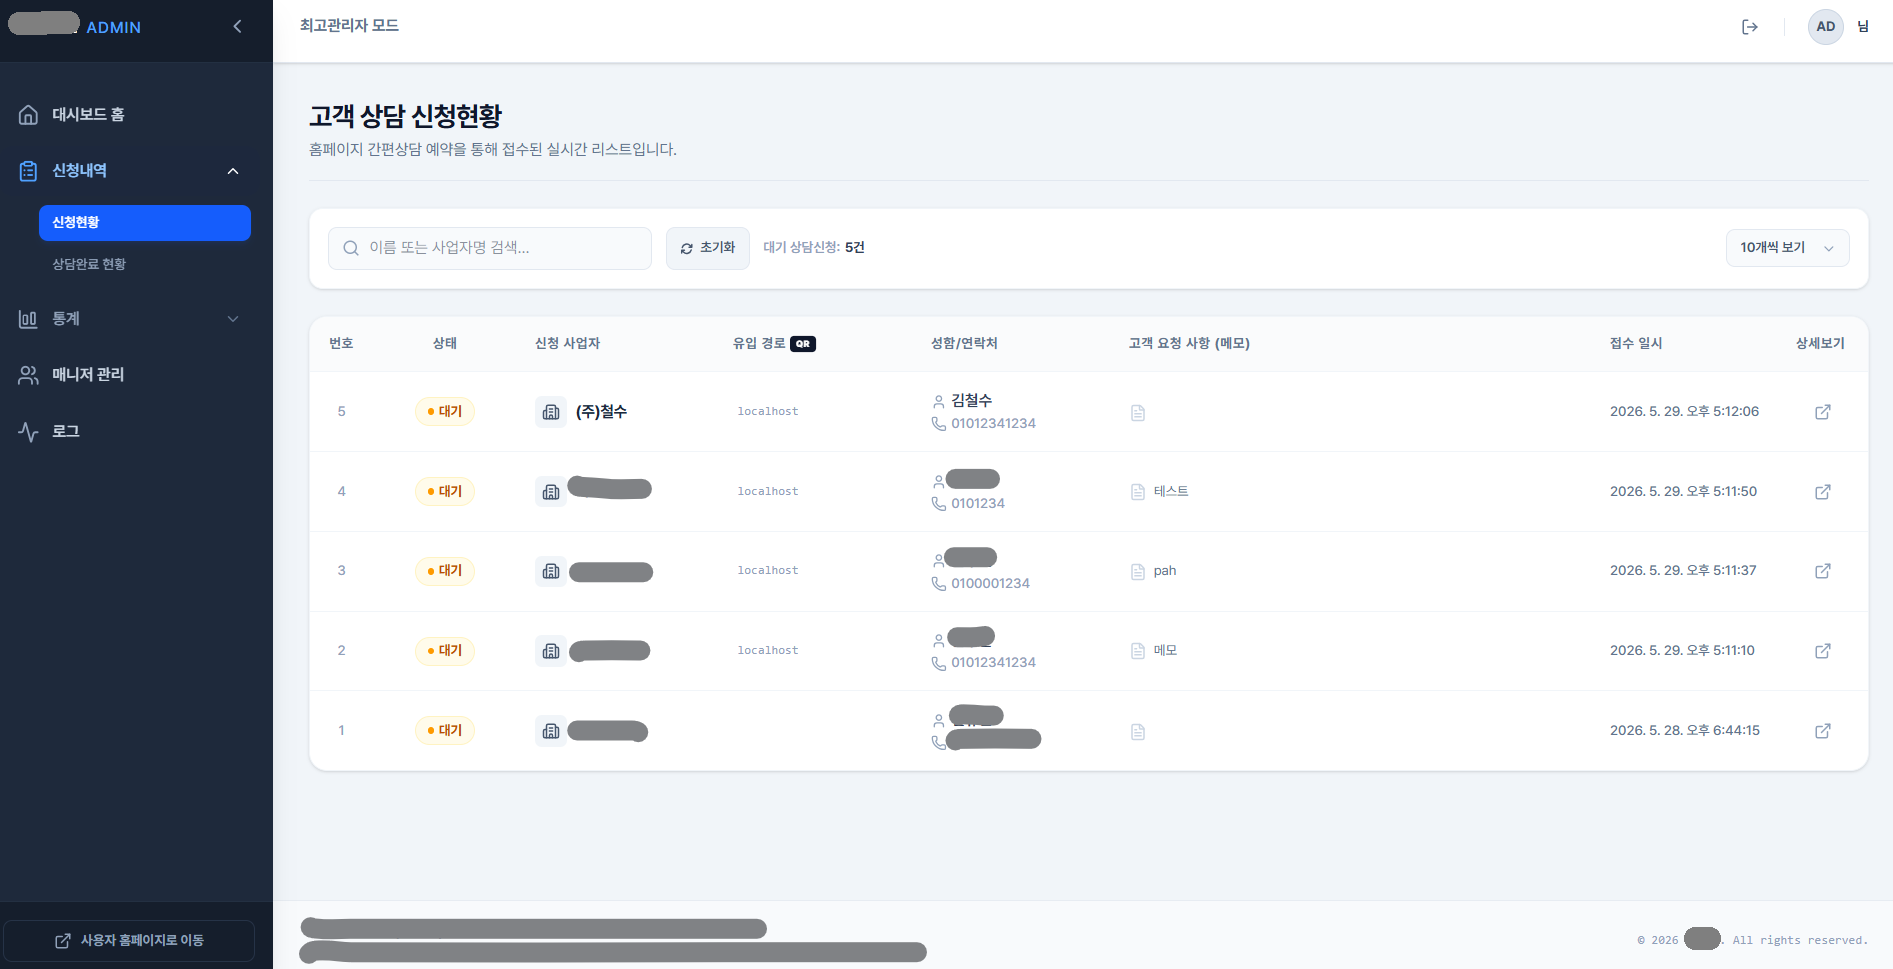 ADMIN
최고관리자 모드
AD 님
대시보드 홈
신청내역
신청현황
상담완료 현황
통계
매니저 관리
로그
사용자 홈페이지로 이동
고객 상담 신청현황
홈페이지 간편상담 예약을 통해 접수된 실시간 리스트입니다.
이름 또는 사업자명 검색...
초기화
대기 상담신청: 5건
10개씩 보기
번호 상태 신청 사업자 유입 경로 QR 성함/연락처 고객 요청 사항 (메모) 접수 일시 상세보기
5 대기 (주)철수 localhost 김철수 2026. 5. 29. 오후 5:12:06
01012341234
4 대기 localhost 테스트 2026. 5. 29. 오후 5:11:50
0101234
3 대기 localhost pah 2026. 5. 29. 오후 5:11:37
0100001234
2 대기 localhost 메모 2026. 5. 29. 오후 5:11:10
01012341234
1 대기 2026. 5. 28. 오후 6:44:15
© 2026 . All rights reserved.